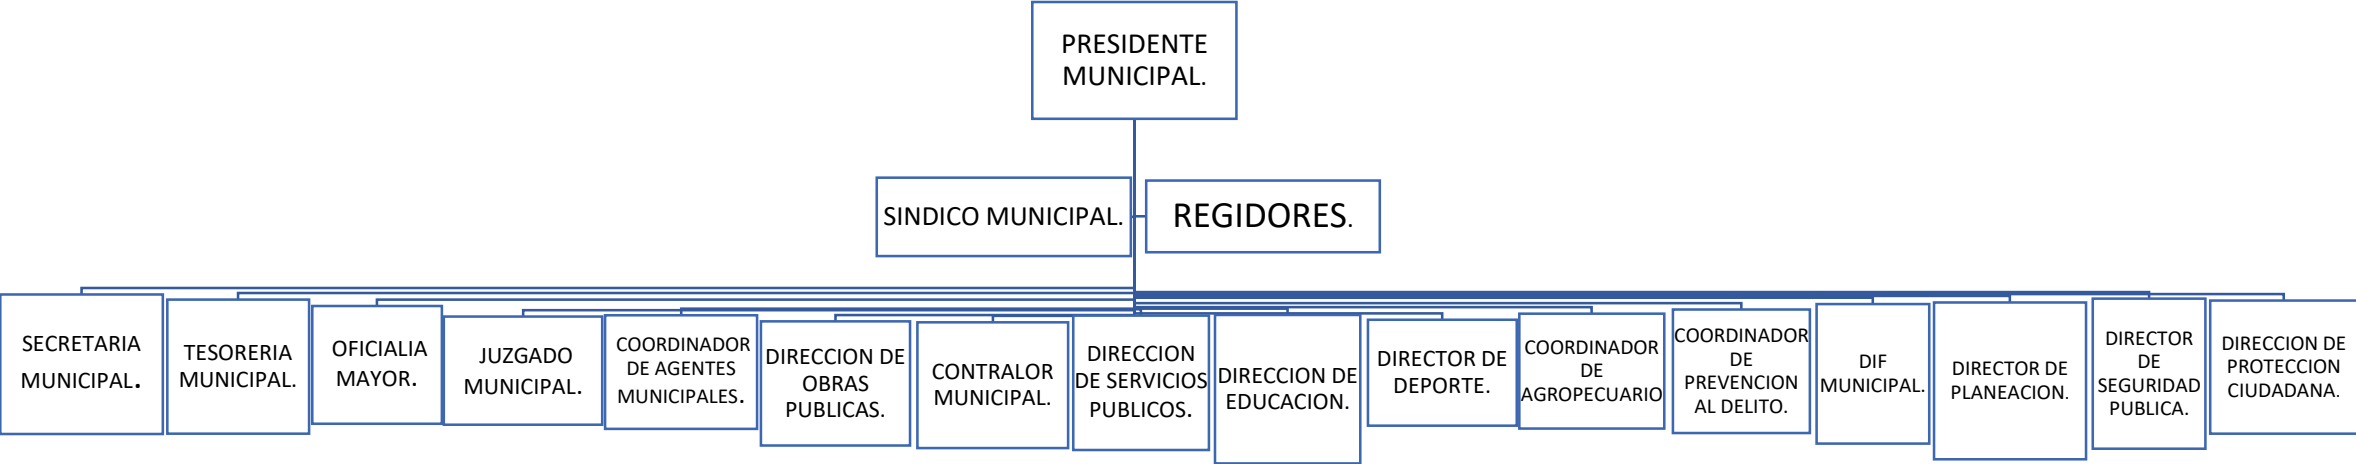 PRESIDENTE
MUNICIPAL.
SINDICO MUNICIPAL.
REGIDORES.
SECRETARIA
MUNICIPAL.
TESORERIA
MUNICIPAL.
OFICIALIA
MAYOR.
JUZGADO
MUNICIPAL.
COORDINADOR
DE AGENTES
MUNICIPALES.
DIRECCION DE
OBRAS
PUBLICAS.
CONTRALOR
MUNICIPAL.
DIRECCION
DE SERVICIOS
PUBLICOS.
DIRECCION DE
EDUCACION.
DIRECTOR DE
DEPORTE.
COORDINADOR
DE
AGROPECUARIO
COORDINADOR
DE
PREVENCION
AL DELITO.
DIF
MUNICIPAL.
DIRECTOR DE
PLANEACION.
DIRECTOR
DE
SEGURIDAD
PUBLICA.
DIRECCION DE
PROTECCION
CIUDADANA.